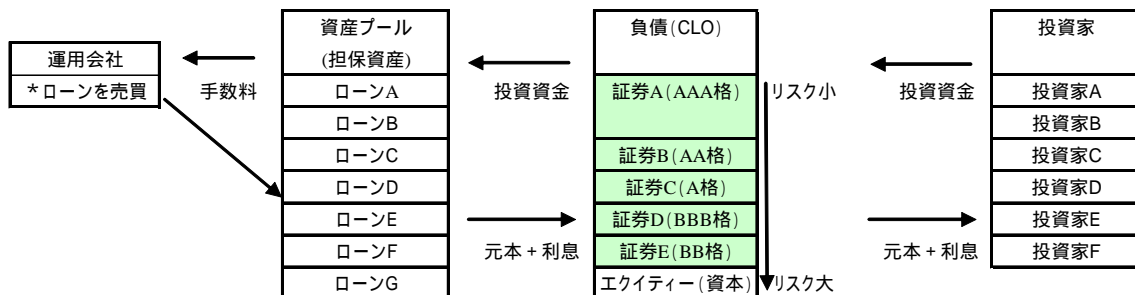 資産プール
(担保資産)
負債(CLO)
投資家
運用会社
*ローンを売買
手数料
投資資金
投資資金
ローンA
ローンB
ローンC
ローンD
ローンE
ローンF
ローンG
証券A(AAA格)
証券B(AA格)
証券C(A格)
証券D(BBB格)
証券E(BB格)
エクイティー(資本)
リスク小
リスク大
元本+利息
元本+利息
投資家A
投資家B
投資家C
投資家D
投資家E
投資家F